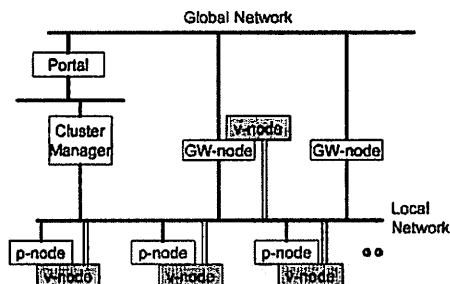 Global Network
Portal
Cluster
Manager
v-node
GW-node
GW-node
Local
Network
p-node
p-node
p-node
v-node
v-node
v-node